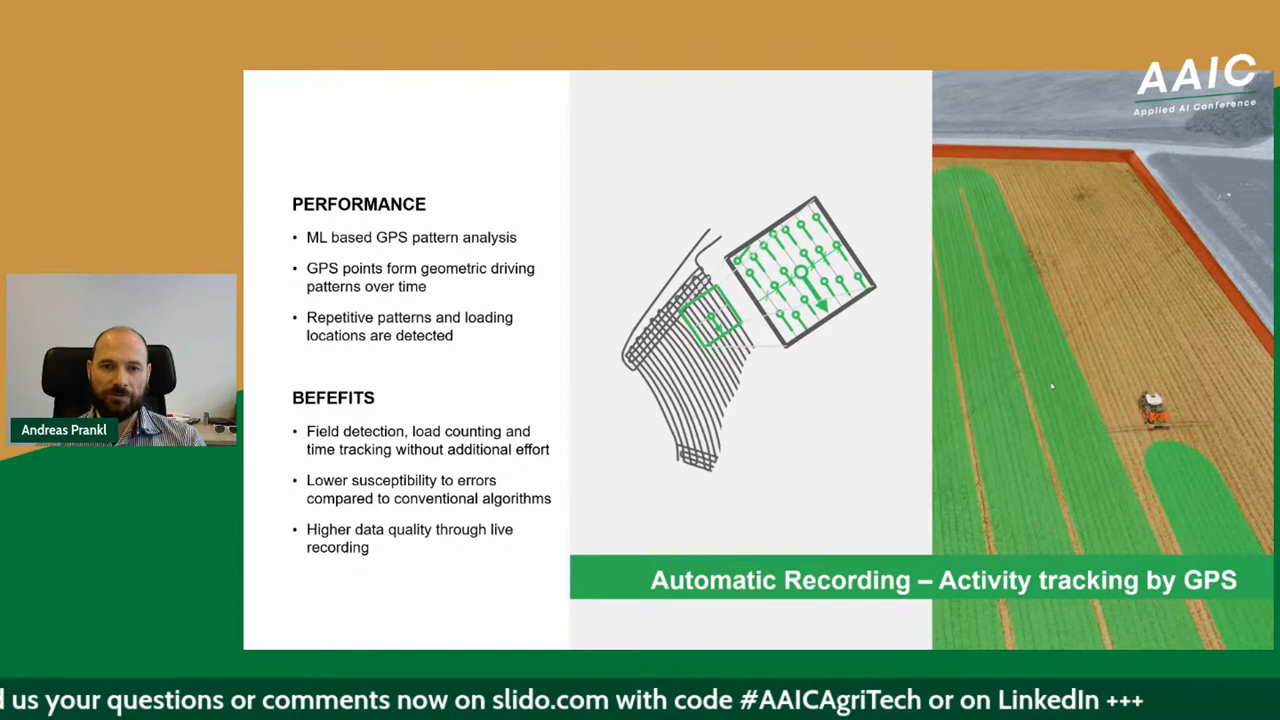 AAIC
Applied AI Conference
PERFORMANCE
• ML based GPS pattern analysis
• GPS points form geometric driving
patterns over time
• Repetitive patterns and loading
locations are detected
BEFEFITS
• Field detection, load counting and
time tracking without additional effort
• Lower susceptibility to errors
compared to conventional algorithms
• Higher data quality through live
recording
Andreas Prankl
Automatic Recording – Activity tracking by GPS
d us your questions or comments now on slido.com with code #AAICAgriTech or on LinkedIn +++